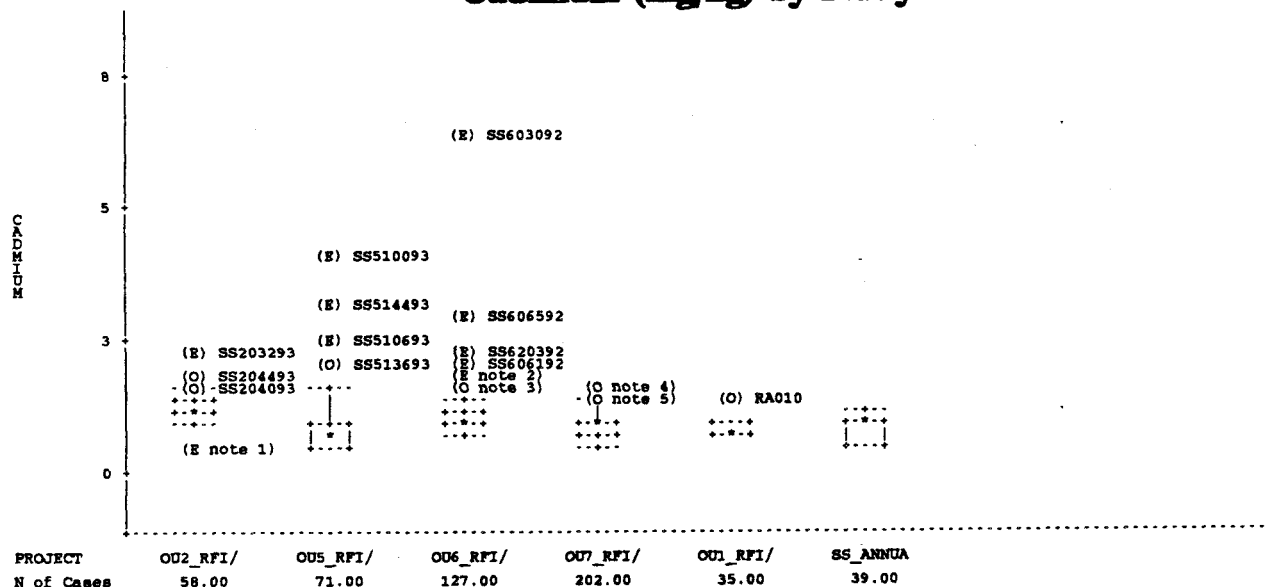 by
8
(E) SS603092
5
CADMIUM
(E) SS510093
(E) SS514493
(E) SS606592
3
(E) SS510693
(E) SS203293
(E) SS620392
(O) SS513693
(E) SS606192
(O) SS204493
(E note 2)
(O) SS204093
(O note 3)
(O note 4)
(O note 5)
(O) RA010
(E note 1)
0
PROJECT OU2_RFI/ OU5_RFI/ OU6_RFI/ OU7_RFI/ OU1_RFI/ SS_ANNUA
N of Cases 58.00 71.00 127.00 202.00 35.00 39.00